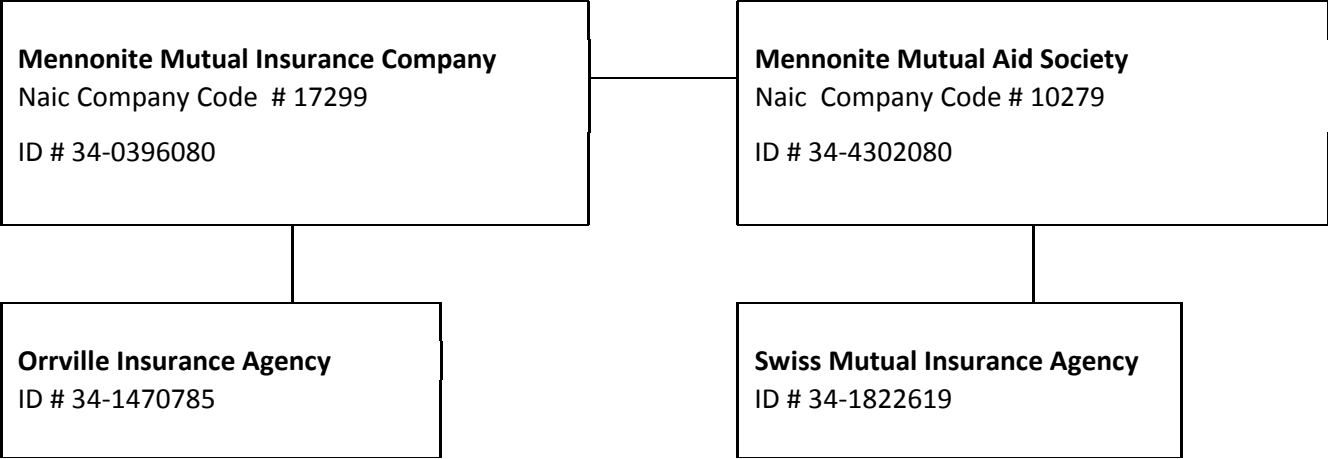 Mennonite Mutual Insurance Company
Naic Company Code # 17299
ID # 34-0396080
Mennonite Mutual Aid Society
Naic Company Code # 10279
ID # 34-4302080
Orrville Insurance Agency
ID # 34-1470785
Swiss Mutual Insurance Agency
ID # 34-1822619